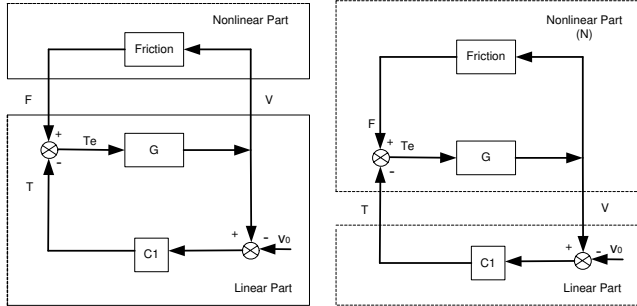 Nonlinear Part
Friction
F
V
+
-
Te
G
T
+
-
V0
C1
Linear Part
Nonlinear Part
(N)
Friction
F
+
-
Te
G
T
V
+
-
V0
C1
Linear Part